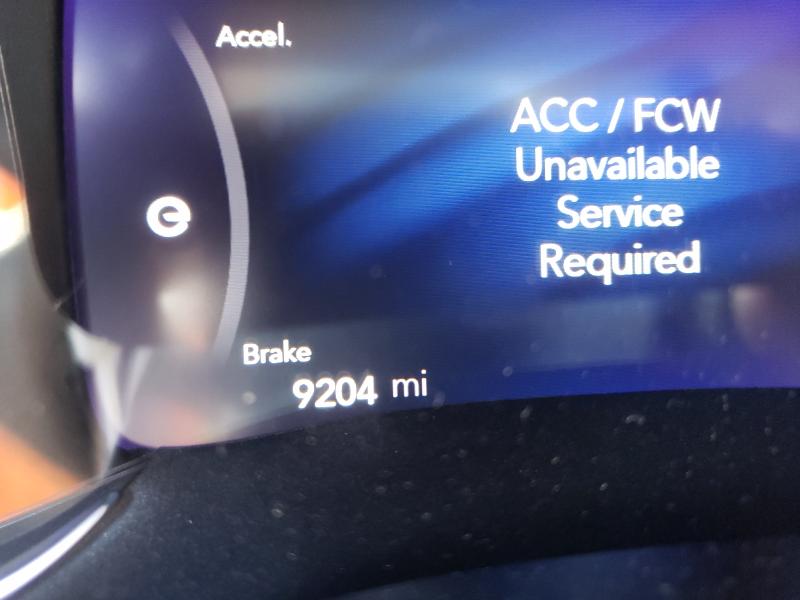 Accel.
ACC / FCW
Unavailable
Service
Required
Brake
9204 mi